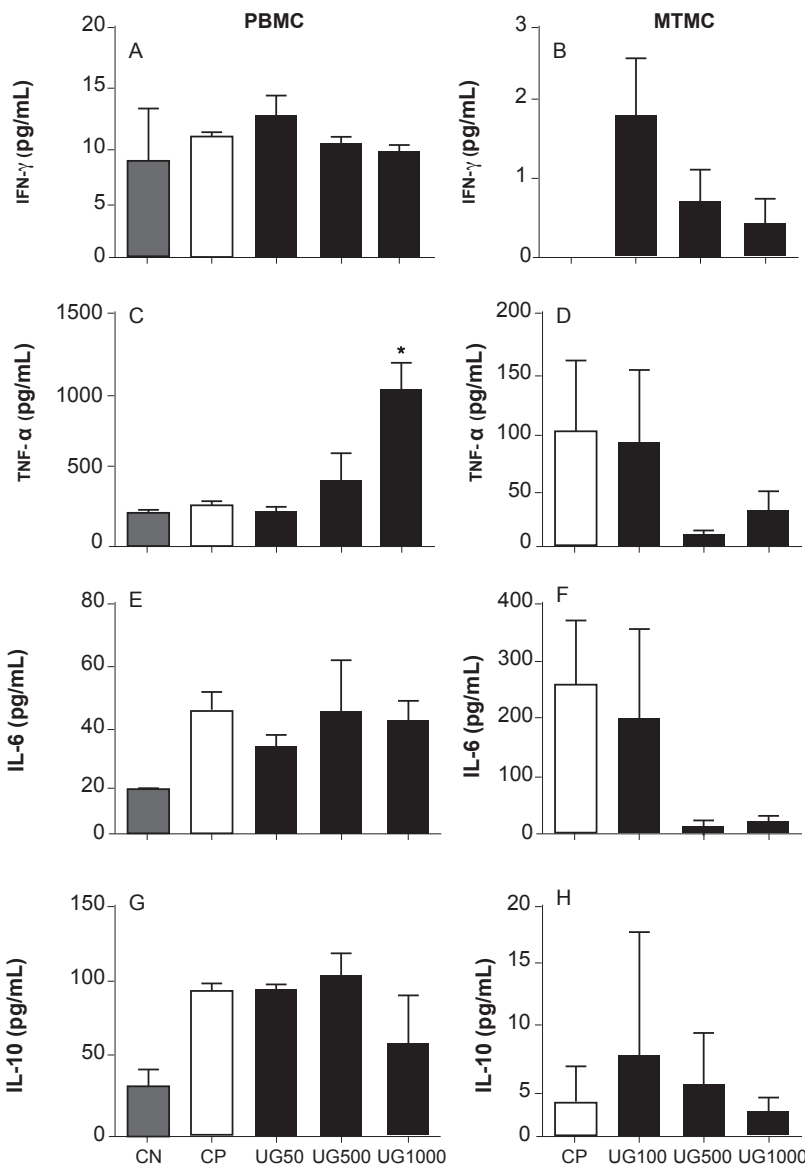 PBMC
MTMC
A
IFN-γ (pg/mL)
20
15
10
5
0
B
IFN-γ (pg/mL)
3
2
1
0
C
TNF-α (pg/mL)
1500
1000
500
0
*
D
TNF-α (pg/mL)
200
150
100
50
0
E
IL-6 (pg/mL)
80
60
40
20
0
F
IL-6 (pg/mL)
400
300
200
100
0
G
IL-10 (pg/mL)
150
100
50
0
CN CP UG50 UG500 UG1000
H
IL-10 (pg/mL)
20
10
5
0
CP UG100 UG500 UG1000